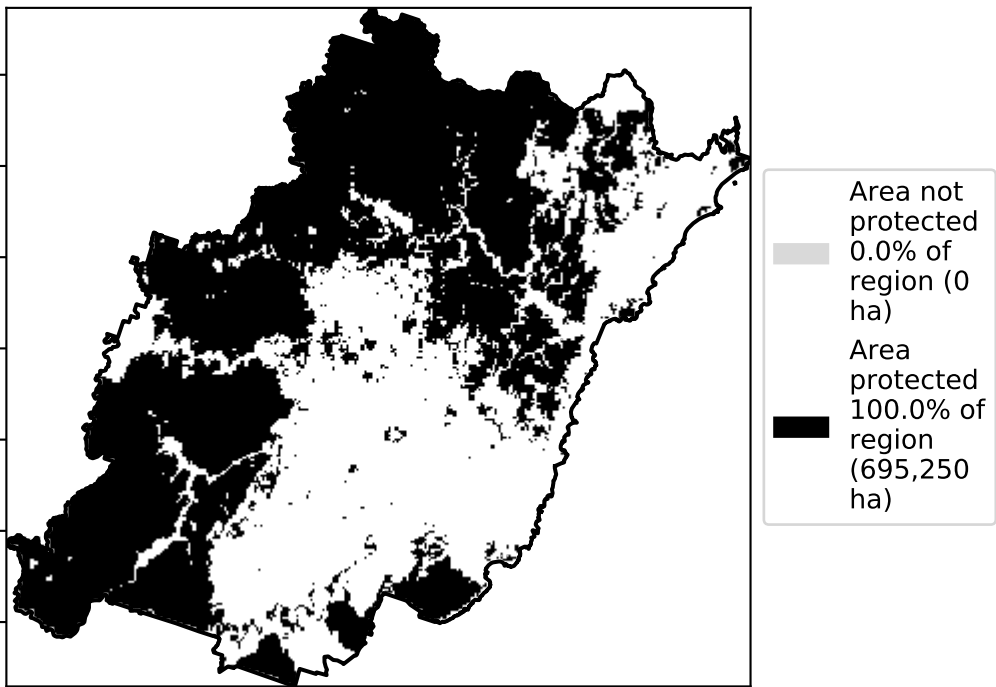 Area not
protected
0.0% of
region (0
ha)
Area
protected
100.0% of
region
(695,250
ha)